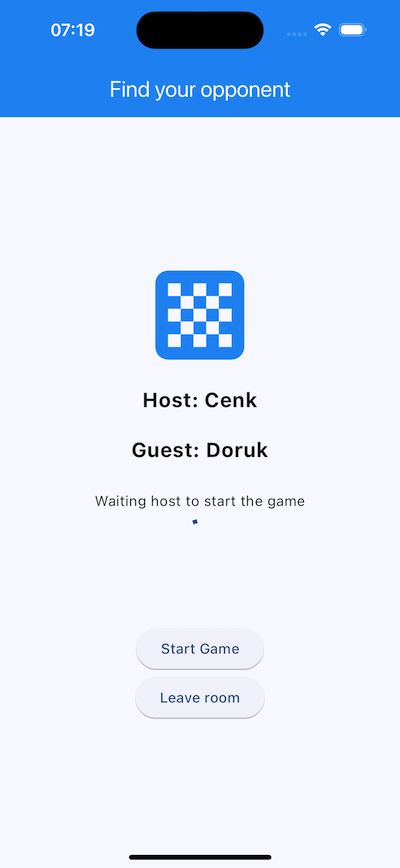 07:19
Find your opponent
Host: Cenk
Guest: Doruk
Waiting host to start the game
Start Game
Leave room